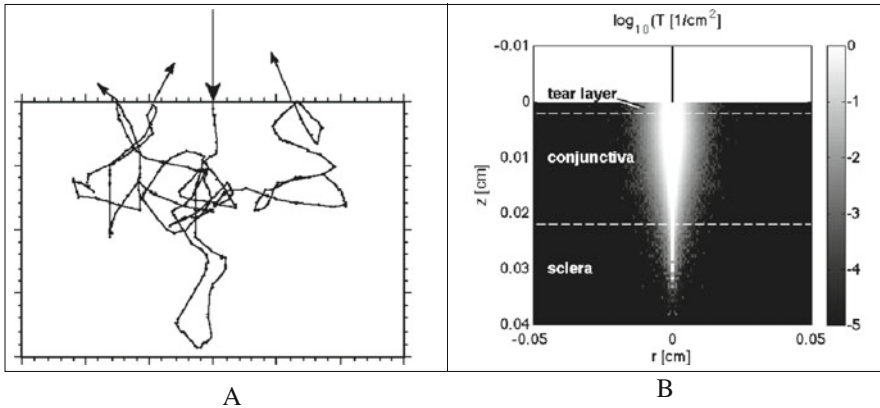 log₁₀(T [1/cm²]
-0.01
0
0.01
0.02
0.03
0.04
z [cm]
tear layer
conjunctiva
sclera
-0.05
0
0.05
r [cm]
0
-1
-2
-3
-4
-5
A
B